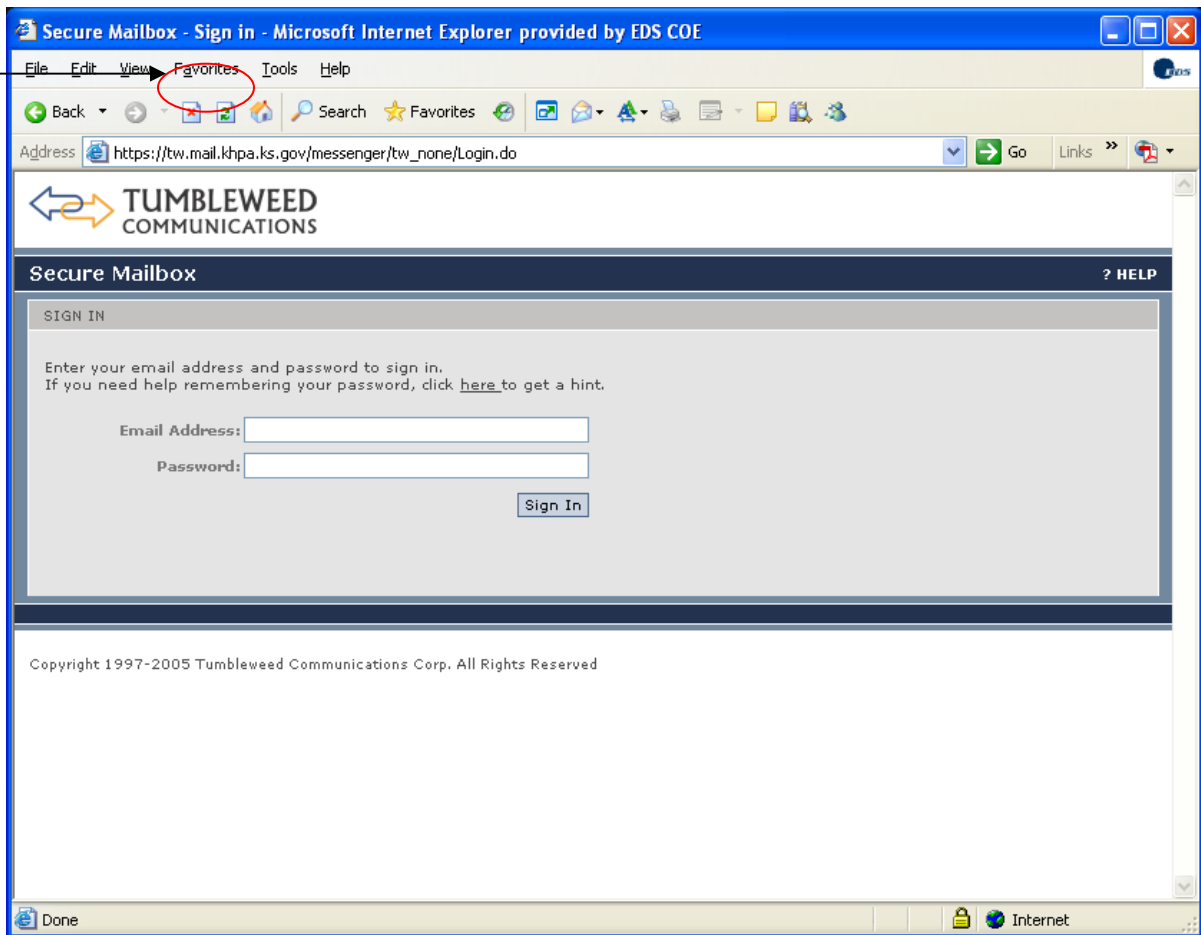 Secure Mailbox - Sign in - Microsoft Internet Explorer provided by EDS COE
File Edit View Favorites Tools Help
EDS
Back Search Favorites
Address https://tw.mail.khpa.ks.gov/messenger/tw_none/Login.do Go Links »
TUMBLEWEED
COMMUNICATIONS
Secure Mailbox ? HELP
SIGN IN
Enter your email address and password to sign in.
If you need help remembering your password, click here to get a hint.
Email Address:
Password:
Sign In
Copyright 1997-2005 Tumbleweed Communications Corp. All Rights Reserved
Done Internet